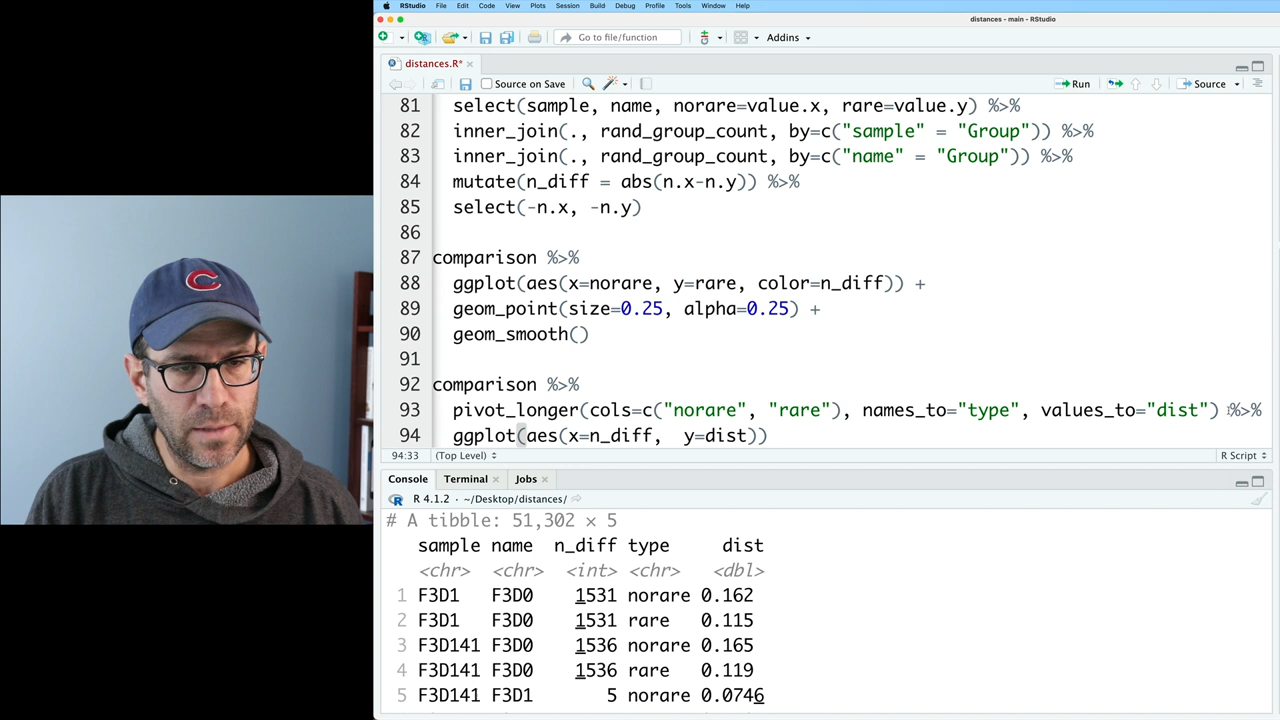 RStudio File Edit Code View Plots Session Build Debug Profile Tools Window Help
distances - main - RStudio
Go to file/function Addins
distances.R*
Source on Save Run Source
81 select(sample, name, norare=value.x, rare=value.y) %>%
82 inner_join(., rand_group_count, by=c("sample" = "Group")) %>%
83 inner_join(., rand_group_count, by=c("name" = "Group")) %>%
84 mutate(n_diff = abs(n.x-n.y)) %>%
85 select(-n.x, -n.y)
86
87 comparison %>%
88 ggplot(aes(x=norare, y=rare, color=n_diff)) +
89 geom_point(size=0.25, alpha=0.25) +
90 geom_smooth()
91
92 comparison %>%
93 pivot_longer(cols=c("norare", "rare"), names_to="type", values_to="dist") %>%
94 ggplot(aes(x=n_diff,  y=dist))
94:33 (Top Level) R Script
Console Terminal Jobs
R 4.1.2 · ~/Desktop/distances/
# A tibble: 51,302 × 5
sample name n_diff type dist
<chr> <chr> <int> <chr> <dbl>
1 F3D1 F3D0 1531 norare 0.162
2 F3D1 F3D0 1531 rare 0.115
3 F3D141 F3D0 1536 norare 0.165
4 F3D141 F3D0 1536 rare 0.119
5 F3D141 F3D1 5 norare 0.0746